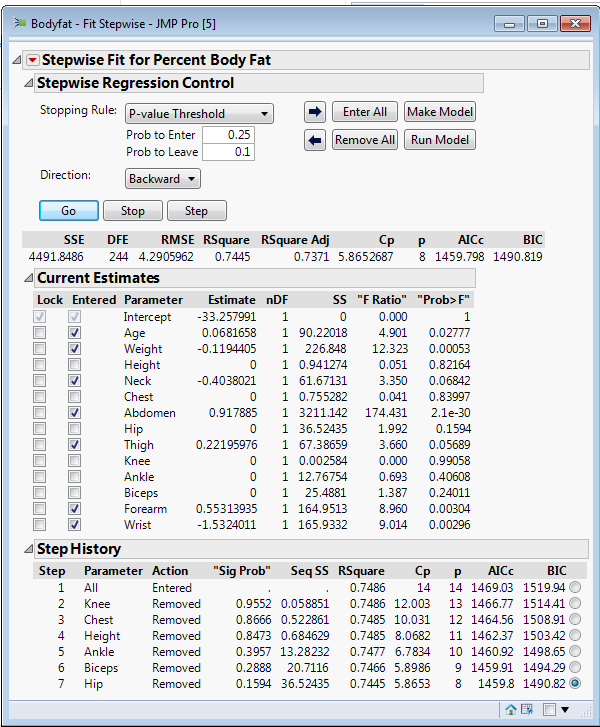 Bodyfat - Fit Stepwise - JMP Pro [5]
Stepwise Fit for Percent Body Fat
Stepwise Regression Control
Stopping Rule: P-value Threshold Enter All Make Model
Prob to Enter 0.25
Prob to Leave 0.1 Remove All Run Model
Direction: Backward
Go Stop Step
SSE DFE RMSE RSquare RSquare Adj Cp p AICc BIC
4491.8486 244 4.2905962 0.7445 0.7371 5.8652687 8 1459.798 1490.819
Current Estimates
Lock Entered Parameter Estimate nDF SS "F Ratio" "Prob>F"
Intercept -33.257991 1 0 0.000 1
Age 0.0681658 1 90.22018 4.901 0.02777
Weight -0.1194405 1 226.848 12.323 0.00053
Height 0 1 0.941274 0.051 0.82164
Neck -0.4038021 1 61.67131 3.350 0.06842
Chest 0 1 0.755282 0.041 0.83997
Abdomen 0.917885 1 3211.142 174.431 2.1e-30
Hip 0 1 36.52435 1.992 0.1594
Thigh 0.22195976 1 67.38659 3.660 0.05689
Knee 0 1 0.002584 0.000 0.99058
Ankle 0 1 12.76754 0.693 0.40608
Biceps 0 1 25.4881 1.387 0.24011
Forearm 0.55313935 1 164.9513 8.960 0.00304
Wrist -1.5324011 1 165.9332 9.014 0.00296
Step History
Step Parameter Action "Sig Prob" Seq SS RSquare Cp p AICc BIC
1 All Entered . . 0.7486 14 14 1469.03 1519.94
2 Knee Removed 0.9552 0.058851 0.7486 12.003 13 1466.77 1514.41
3 Chest Removed 0.8666 0.522861 0.7485 10.031 12 1464.56 1508.91
4 Height Removed 0.8473 0.684629 0.7485 8.0682 11 1462.37 1503.42
5 Ankle Removed 0.3957 13.28232 0.7477 6.7834 10 1460.92 1498.65
6 Biceps Removed 0.2888 20.7116 0.7466 5.8986 9 1459.91 1494.29
7 Hip Removed 0.1594 36.52435 0.7445 5.8653 8 1459.8 1490.82